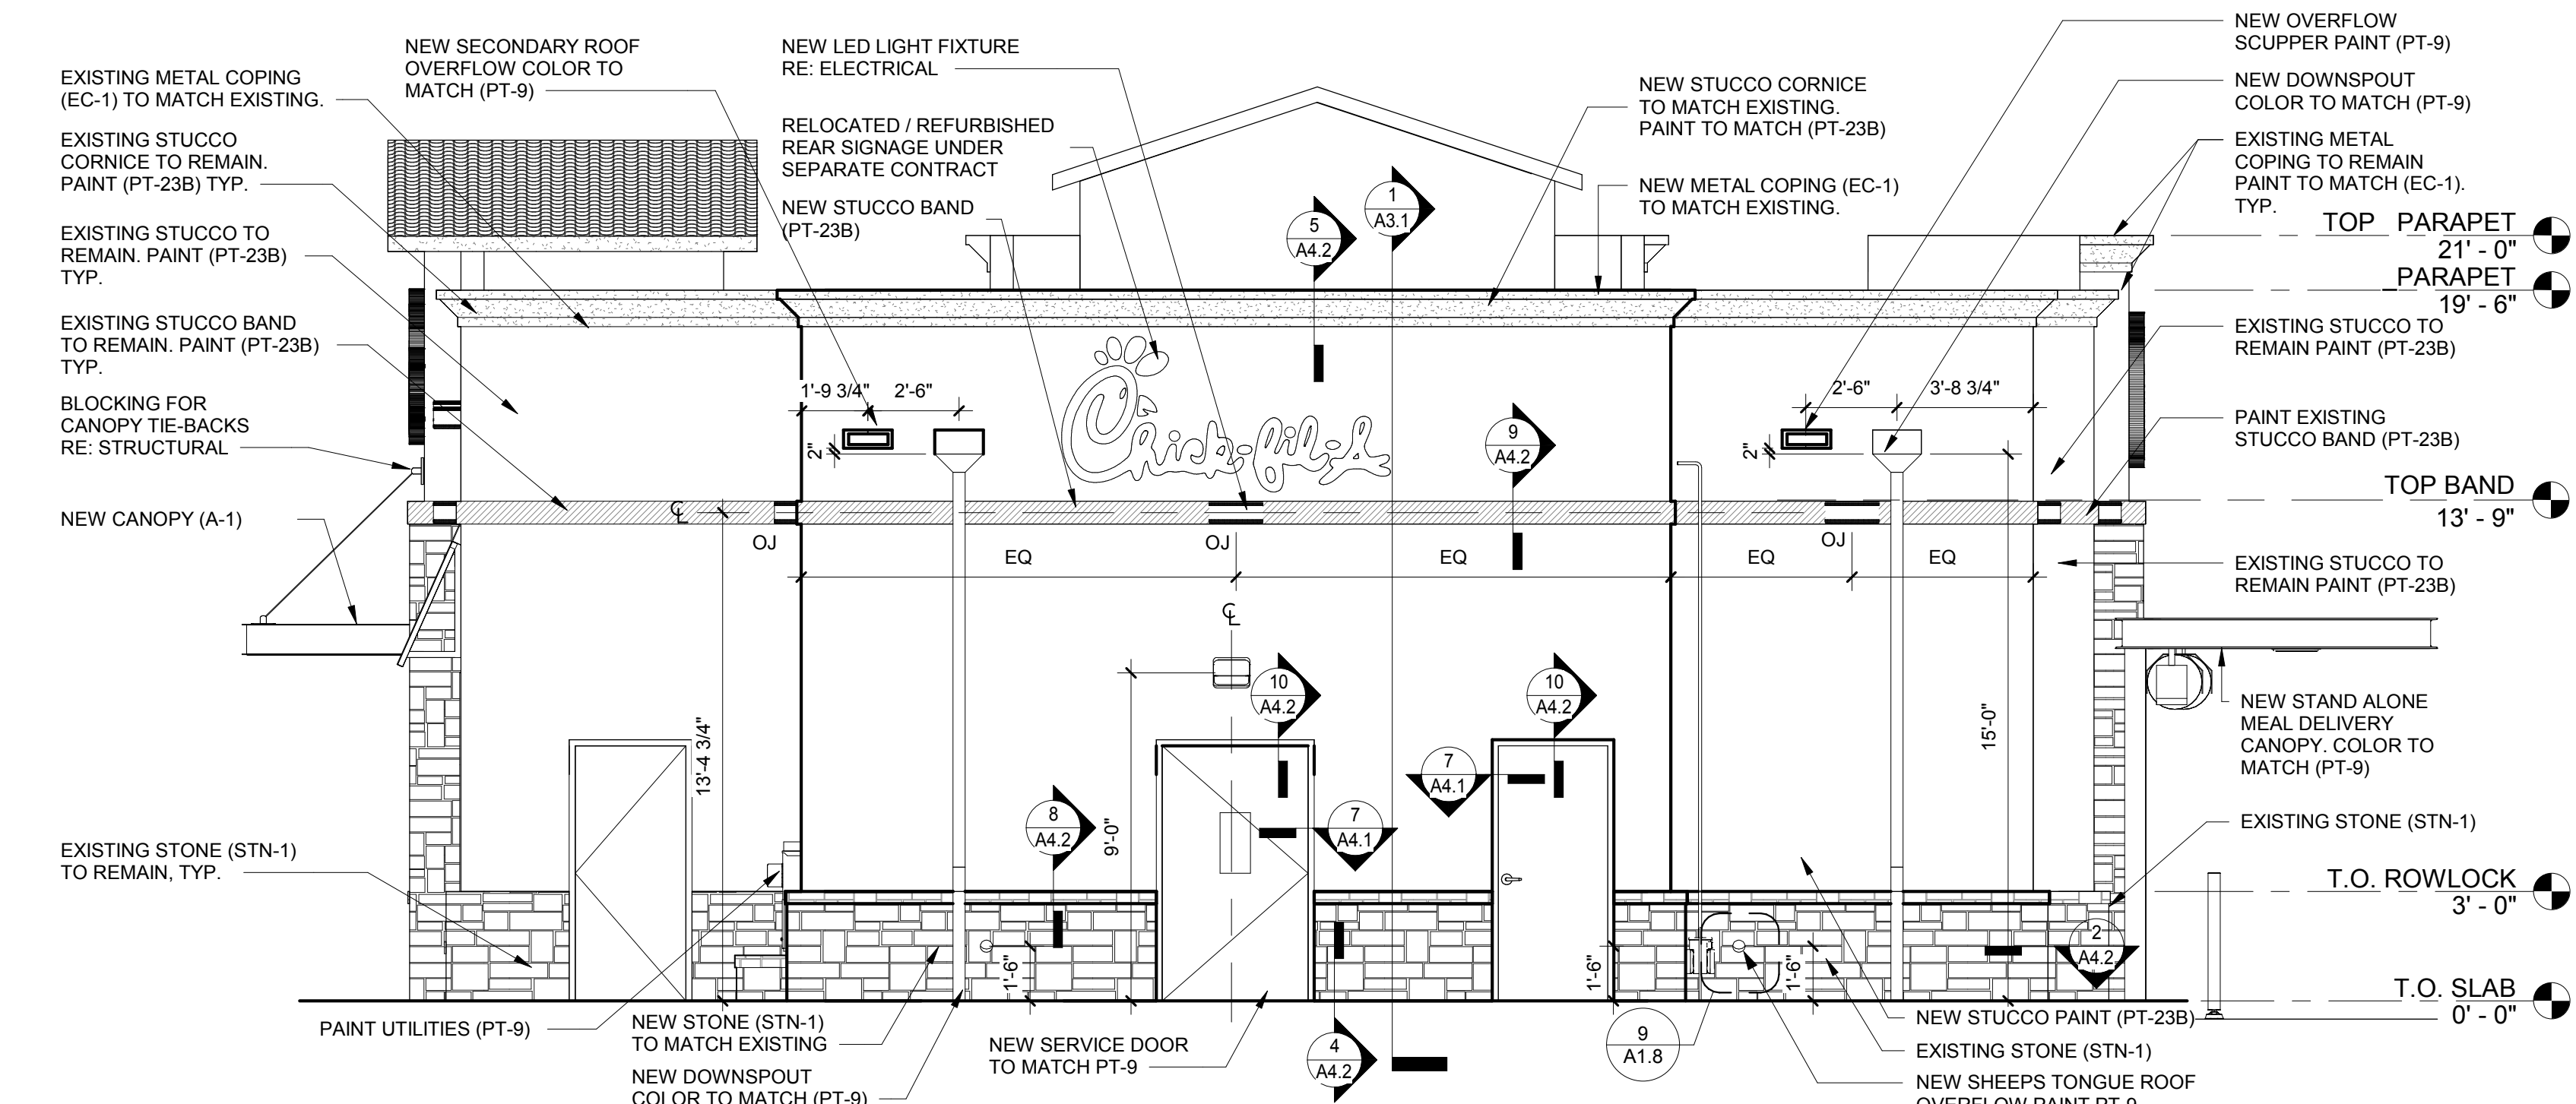 NEW SECONDARY ROOF
OVERFLOW COLOR TO
MATCH (PT-9)
NEW LED LIGHT FIXTURE
RE: ELECTRICAL
NEW OVERFLOW
SCUPPER PAINT (PT-9)
EXISTING METAL COPING
(EC-1) TO MATCH EXISTING.
NEW STUCCO CORNICE
TO MATCH EXISTING.
PAINT TO MATCH (PT-23B)
NEW DOWNSPOUT
COLOR TO MATCH (PT-9)
EXISTING STUCCO
CORNICE TO REMAIN.
PAINT (PT-23B) TYP.
RELOCATED / REFURBISHED
REAR SIGNAGE UNDER
SEPARATE CONTRACT
EXISTING METAL
COPING TO REMAIN
PAINT TO MATCH (EC-1).
TYP.
NEW STUCCO BAND
(PT-23B)
NEW METAL COPING (EC-1)
TO MATCH EXISTING.
5
A4.2
1
A3.1
TOP PARAPET
21' - 0"
PARAPET
19' - 6"
EXISTING STUCCO TO
REMAIN. PAINT (PT-23B)
TYP.
EXISTING STUCCO BAND
TO REMAIN. PAINT (PT-23B)
TYP.
EXISTING STUCCO TO
REMAIN PAINT (PT-23B)
BLOCKING FOR
CANOPY TIE-BACKS
RE: STRUCTURAL
1'-9 3/4"
2'-6"
2"
Chick-fil-A
9
A4.2
2'-6"
3'-8 3/4"
2"
PAINT EXISTING
STUCCO BAND (PT-23B)
TOP BAND
13' - 9"
NEW CANOPY (A-1)
CL
OJ
EQ
OJ
EQ
EQ
OJ
EQ
EXISTING STUCCO TO
REMAIN PAINT (PT-23B)
CL
10
A4.2
10
A4.2
13'-4 3/4"
9'-0"
15'-0"
7
A4.1
7
A4.1
8
A4.2
NEW STAND ALONE
MEAL DELIVERY
CANOPY. COLOR TO
MATCH (PT-9)
EXISTING STONE (STN-1)
EXISTING STONE (STN-1)
TO REMAIN, TYP.
T.O. ROWLOCK
3' - 0"
1'-6"
1'-6"
1'-6"
2
A4.2
T.O. SLAB
0' - 0"
PAINT UTILITIES (PT-9)
NEW STONE (STN-1)
TO MATCH EXISTING
NEW SERVICE DOOR
TO MATCH PT-9
4
A4.2
9
A1.8
NEW STUCCO PAINT (PT-23B)
EXISTING STONE (STN-1)
NEW DOWNSPOUT
COLOR TO MATCH (PT-9)
NEW SHEEPS TONGUE ROOF
OVERFLOW PAINT PT-9